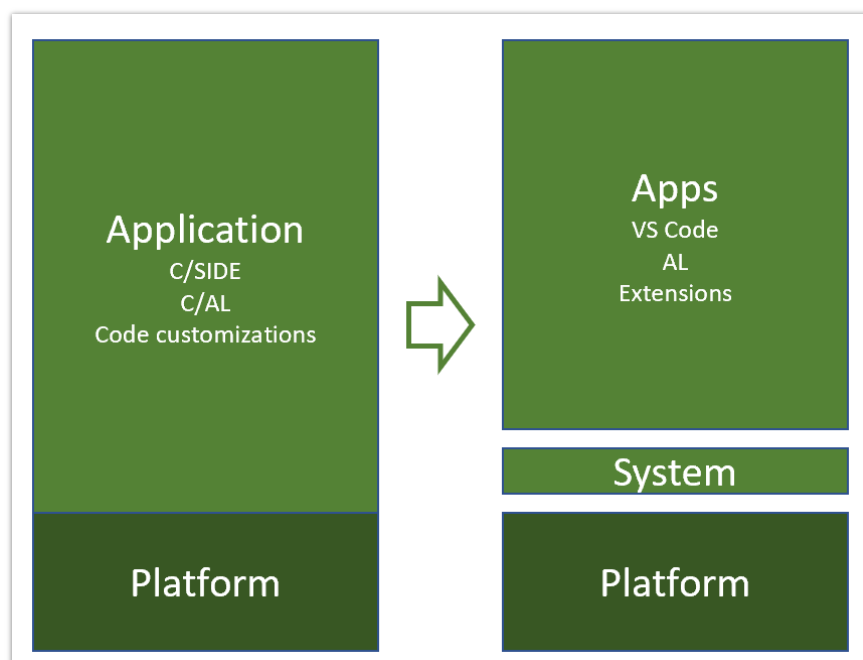 Application
C/SIDE
C/AL
Code customizations
Platform
Apps
VS Code
AL
Extensions
System
Platform